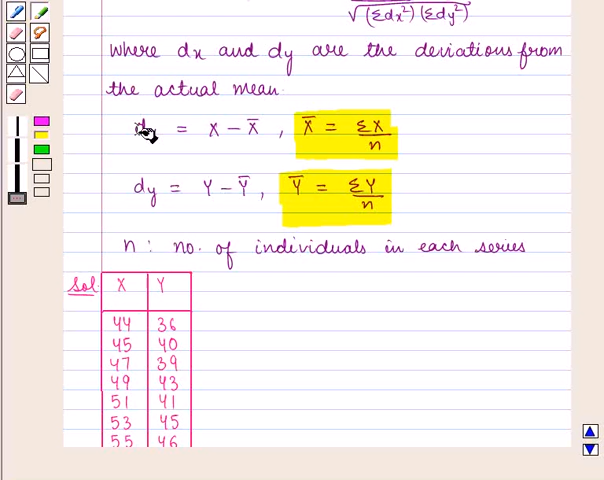 √(Σdx²)(Σdy²)
where dx and dy are the deviations from
the actual mean.
= X - X̄ , X̄ = ΣX/n
dy = Y - Ȳ, Ȳ = ΣY/n
n : no. of individuals in each series
Sol. X Y
44 36
45 40
47 39
49 43
51 41
53 45
55 46